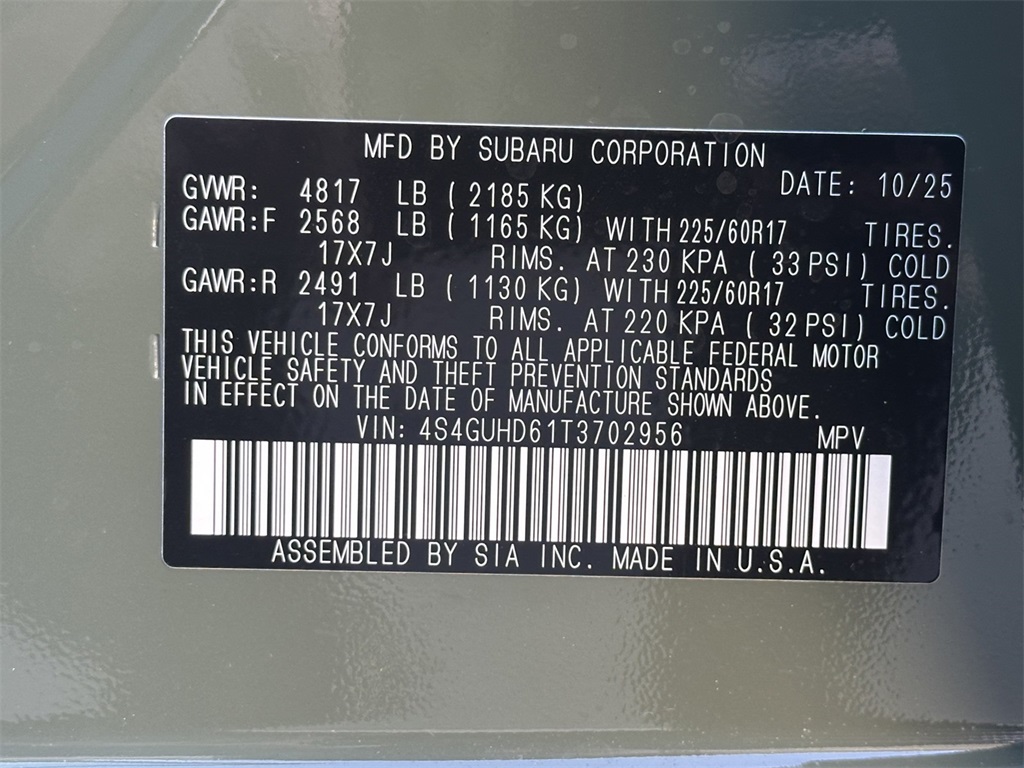 MFD BY SUBARU CORPORATION
GVWR: 4817 LB ( 2185 KG) DATE: 10/25
GAWR:F 2568 LB ( 1165 KG) WITH 225/60R17 TIRES.
17X7J RIMS. AT 230 KPA ( 33 PSI) COLD
GAWR:R 2491 LB ( 1130 KG) WITH 225/60R17 TIRES.
17X7J RIMS. AT 220 KPA ( 32 PSI) COLD
THIS VEHICLE CONFORMS TO ALL APPLICABLE FEDERAL MOTOR
VEHICLE SAFETY AND THEFT PREVENTION STANDARDS
IN EFFECT ON THE DATE OF MANUFACTURE SHOWN ABOVE.
VIN: 4S4GUHD61T3702956 MPV
ASSEMBLED BY SIA INC. MADE IN U.S.A.